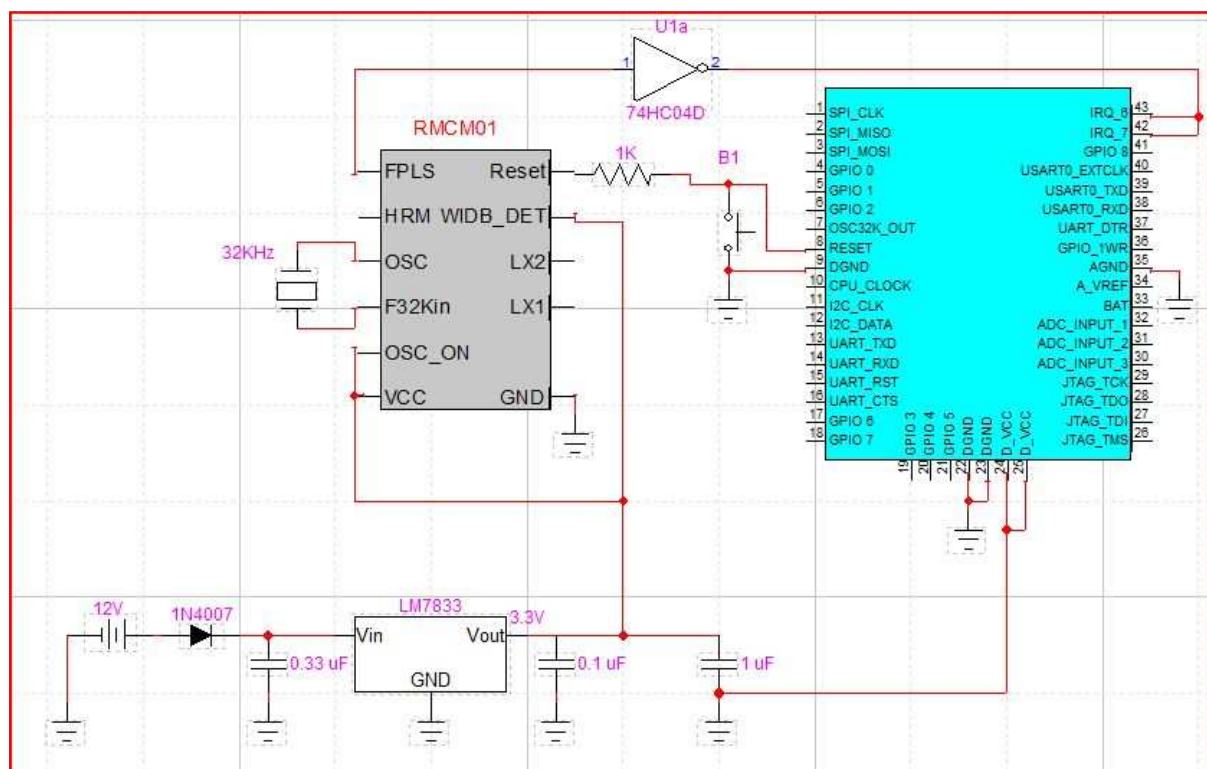 U1a
1
2
74HC04D
RMCM01
FPLS
HRM
OSC
F32Kin
OSC_ON
VCC
Reset
WIDB_DET
LX2
LX1
GND
32KHz
1K
B1
1 SPI_CLK
2 SPI_MISO
3 SPI_MOSI
4 GPIO 0
5 GPIO 1
6 GPIO 2
7 OSC32K_OUT
8 RESET
9 DGND
10 CPU_CLOCK
11 I2C_CLK
12 I2C_DATA
13 UART_TXD
14 UART_RXD
15 UART_RST
16 UART_CTS
17 GPIO 6
18 GPIO 7
19 GPIO 3
20 GPIO 4
21 GPIO 5
22 DGND
23 DGND
24 D_VCC
25 D_VCC
IRQ_6 43
IRQ_7 42
GPIO 8 41
USART0_EXTCLK 40
USART0_TXD 39
USART0_RXD 38
UART_DTR 37
GPIO_1WR 36
AGND 35
A_VREF 34
BAT 33
ADC_INPUT_1 32
ADC_INPUT_2 31
ADC_INPUT_3 30
JTAG_TCK 29
JTAG_TDO 28
JTAG_TDI 27
JTAG_TMS 26
12V
1N4007
0.33 uF
LM7833
Vin
Vout
GND
3.3V
0.1 uF
1 uF